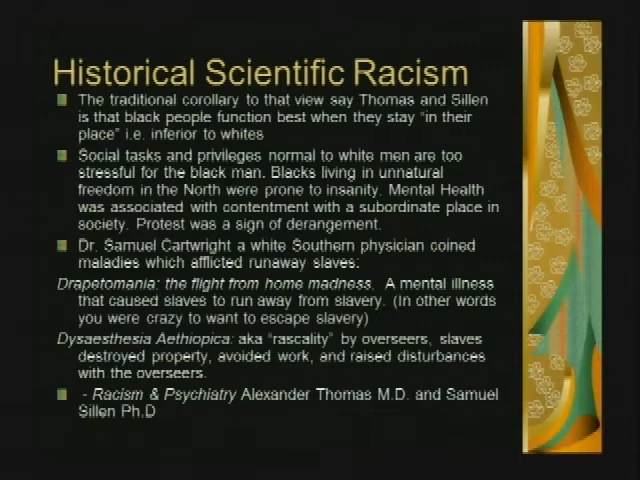 Historical Scientific Racism
The traditional corollary to that view say Thomas and Sillen
is that black people function best when they stay "in their
place" i.e. inferior to whites
Social tasks and privileges normal to white men are too
stressful for the black man. Blacks living in unnatural
freedom in the North were prone to insanity. Mental Health
was associated with contentment with a subordinate place in
society. Protest was a sign of derangement.
Dr. Samuel Cartwright a white Southern physician coined
maladies which afflicted runaway slaves:
Drapetomania: the flight from home madness. A mental illness
that caused slaves to run away from slavery. (In other words
you were crazy to want to escape slavery)
Dysaesthesia Aethiopica: aka "rascality" by overseers, slaves
destroyed property, avoided work, and raised disturbances
with the overseers.
- Racism & Psychiatry Alexander Thomas M.D. and Samuel
Sillen Ph.D